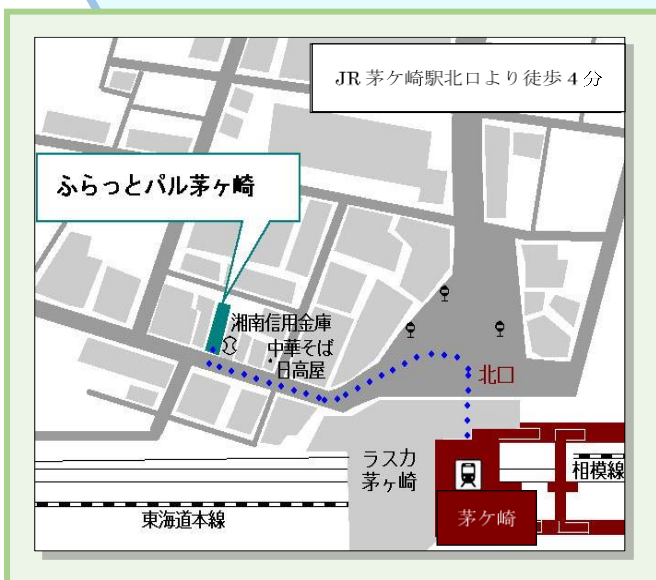 JR 茅ケ崎駅北口より徒歩 4 分
ふらっとパル茅ヶ崎
湘南信用金庫
中華そば
日高屋
北口
ラスカ
茅ヶ崎
相模線
東海道本線
茅ケ崎